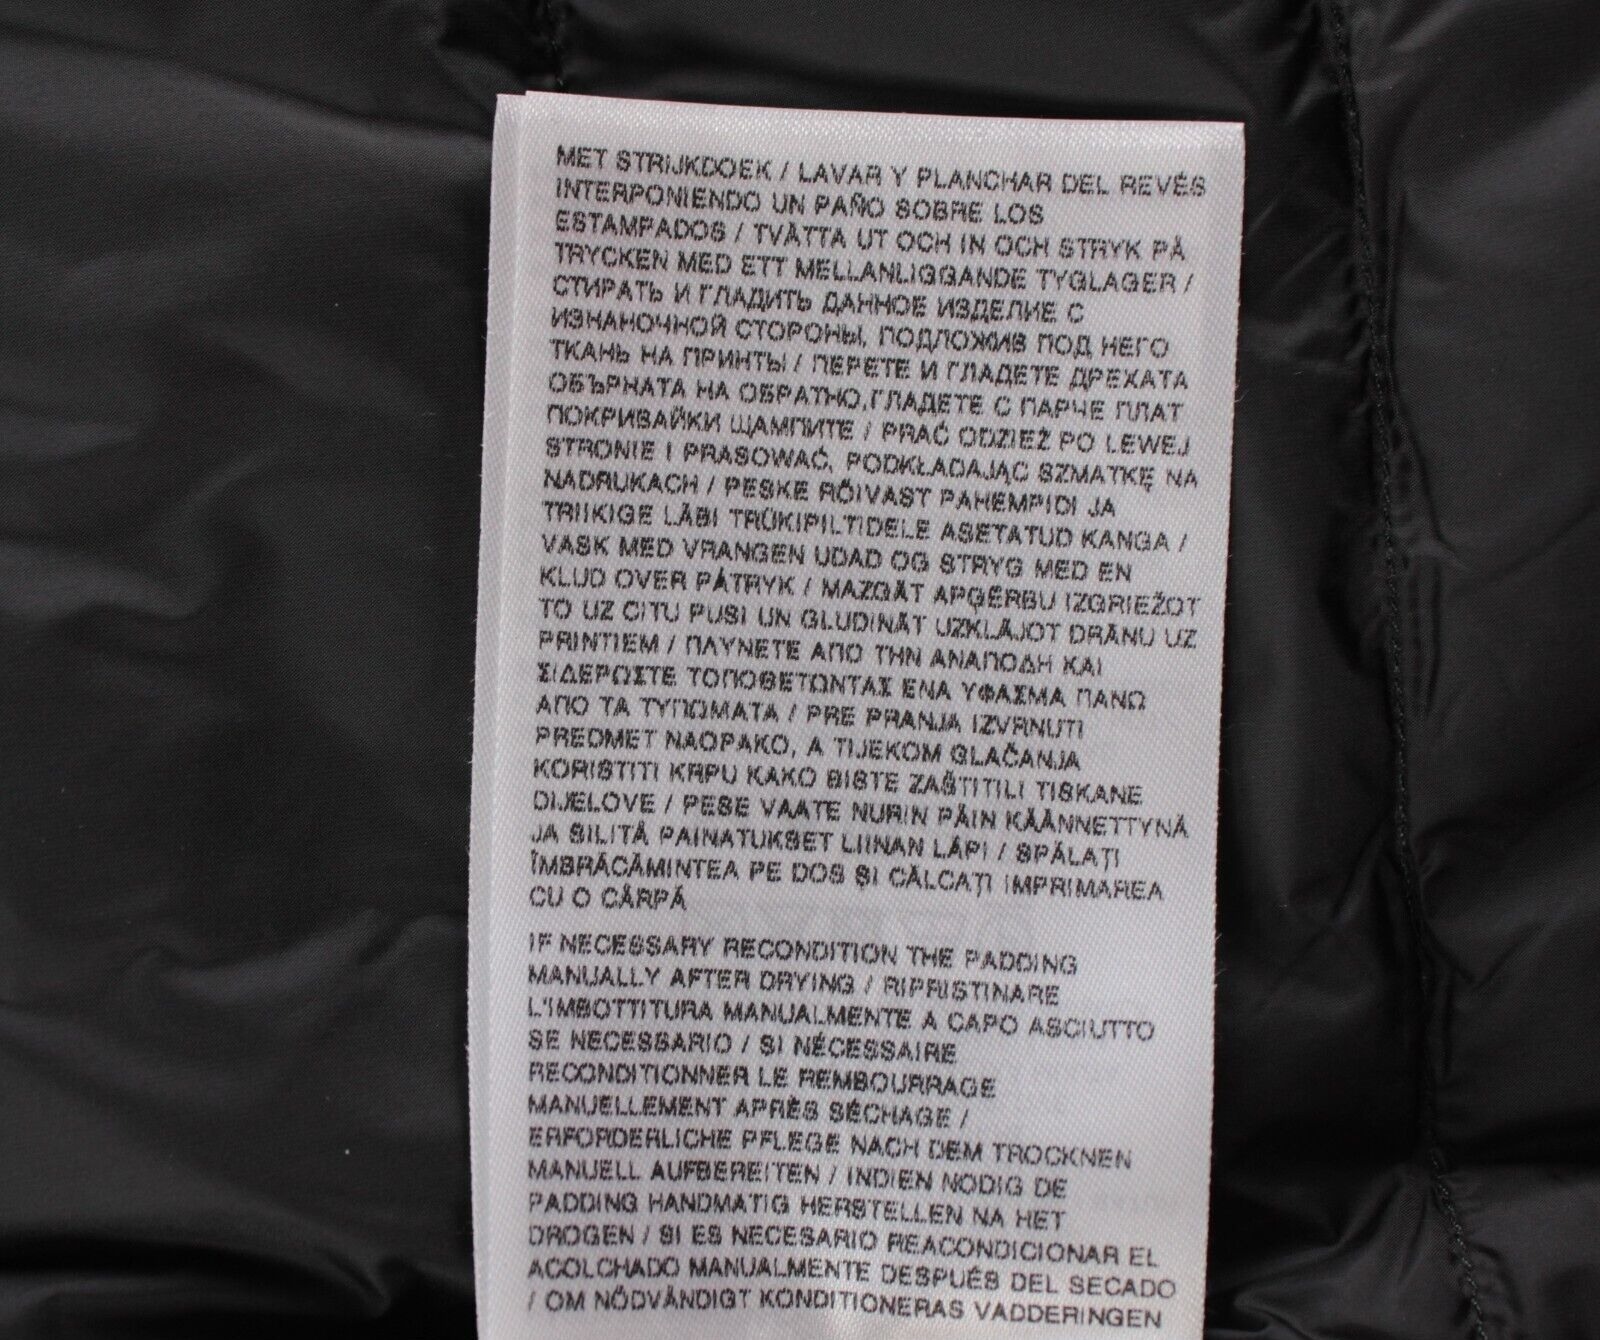 MET STRIJKDOEK / LAVAR Y PLANCHAR DEL REVÉS
INTERPONIENDO UN PAÑO SOBRE LOS
ESTAMPADOS / TVÄTTA UT OCH IN OCH STRYK PÅ
TRYCKEN MED ETT MELLANLIGGANDE TYGLAGER /
СТИРАТЬ И ГЛАДИТЬ ДАННОЕ ИЗДЕЛИЕ С
ИЗНАНОЧНОЙ СТОРОНЫ, ПОДЛОЖИВ ПОД НЕГО
ТКАНЬ НА ПРИНТЫ / ПЕРЕТЕ И ГЛАДЕТЕ ДРЕХАТА
ОБЪРНАТА НА ОБРАТНО,ГЛАДЕТЕ С ПАРЧЕ ПЛАТ
ПОКРИВАЙКИ ЩАМПИТЕ / PRAĆ ODZIEŻ PO LEWEJ
STRONIE I PRASOWAĆ, PODKŁADAJĄC SZMATKĘ NA
NADRUKACH / PESKE RÕIVAST PAHEMPIDI JA
TRIIKIGE LÄBI TRÜKIPILTIDELE ASETATUD KANGA /
VASK MED VRANGEN UDAD OG STRYG MED EN
KLUD OVER PÅTRYK / MAZGĀT APĢĒRBU IZGRIEŽOT
TO UZ CITU PUSI UN GLUDINĀT UZKLĀJOT DRĀNU UZ
PRINTIEM / ΠΛΥΝΕΤΕ ΑΠΟ ΤΗΝ ΑΝΑΠΟΔΗ ΚΑΙ
ΣΙΔΕΡΩΣΤΕ ΤΟΠΟΘΕΤΩΝΤΑΣ ΕΝΑ ΥΦΑΣΜΑ ΠΑΝΩ
ΑΠΟ ΤΑ ΤΥΠΩΜΑΤΑ / PRE PRANJA IZVRNUTI
PREDMET NAOPAKO, A TIJEKOM GLAČANJA
KORISTITI KRPU KAKO BISTE ZAŠTITILI TISKANE
DIJELOVE / PESE VAATE NURIN PÄIN KÄÄNNETTYNÄ
JA SILITÄ PAINATUKSET LIINAN LÄPI / SPĂLAȚI
ÎMBRĂCĂMINTEA PE DOS ȘI CĂLCAȚI IMPRIMAREA
CU O CÂRPĂ
IF NECESSARY RECONDITION THE PADDING
MANUALLY AFTER DRYING / RIPRISTINARE
L'IMBOTTITURA MANUALMENTE A CAPO ASCIUTTO
SE NECESSARIO / SI NÉCESSAIRE
RECONDITIONNER LE REMBOURRAGE
MANUELLEMENT APRÈS SÉCHAGE /
ERFORDERLICHE PFLEGE NACH DEM TROCKNEN
MANUELL AUFBEREITEN / INDIEN NODIG DE
PADDING HANDMATIG HERSTELLEN NA HET
DROGEN / SI ES NECESARIO REACONDICIONAR EL
ACOLCHADO MANUALMENTE DESPUÉS DEL SECADO
/ OM NÖDVÄNDIGT KONDITIONERAS VADDERINGEN